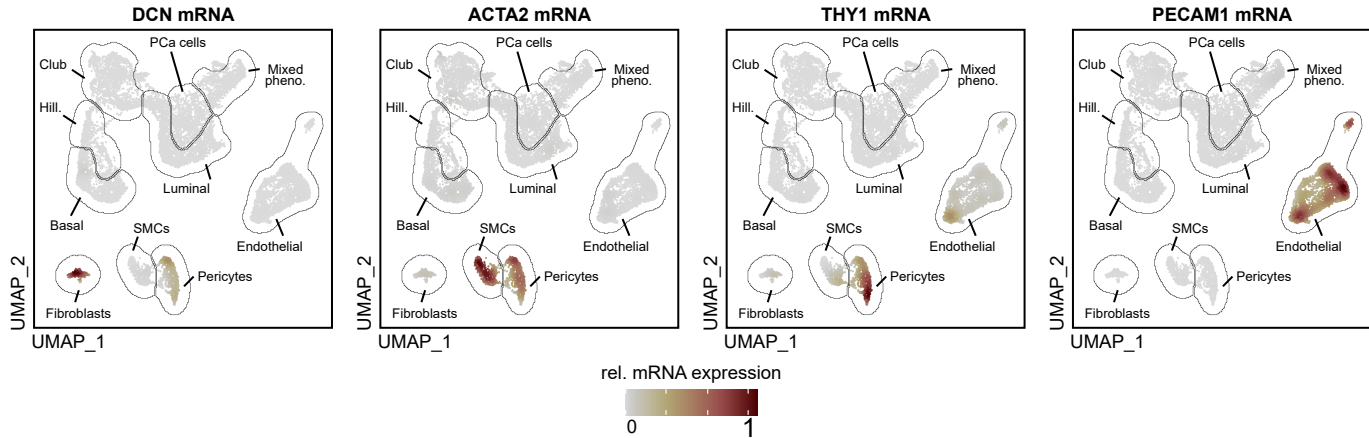 DCN mRNA
PCa cells
Club
Mixed
pheno.
Hill.
Luminal
Basal
SMCs
Endothelial
Pericytes
Fibroblasts
UMAP_2
UMAP_1
ACTA2 mRNA
PCa cells
Club
Mixed
pheno.
Hill.
Luminal
Basal
SMCs
Endothelial
Pericytes
Fibroblasts
UMAP_2
UMAP_1
THY1 mRNA
PCa cells
Club
Mixed
pheno.
Hill.
Luminal
Basal
SMCs
Endothelial
Pericytes
Fibroblasts
UMAP_2
UMAP_1
PECAM1 mRNA
PCa cells
Club
Mixed
pheno.
Hill.
Luminal
Basal
SMCs
Endothelial
Pericytes
Fibroblasts
UMAP_2
UMAP_1
rel. mRNA expression
0 1